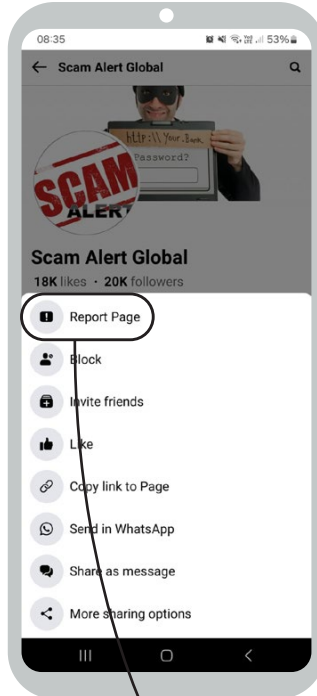 08:35
53%
Scam Alert Global
http:\\ Your.Bank
Password?
SCAM
ALERT
Scam Alert Global
18K likes · 20K followers
Report Page
Block
Invite friends
Like
Copy link to Page
Send in WhatsApp
Share as message
More sharing options